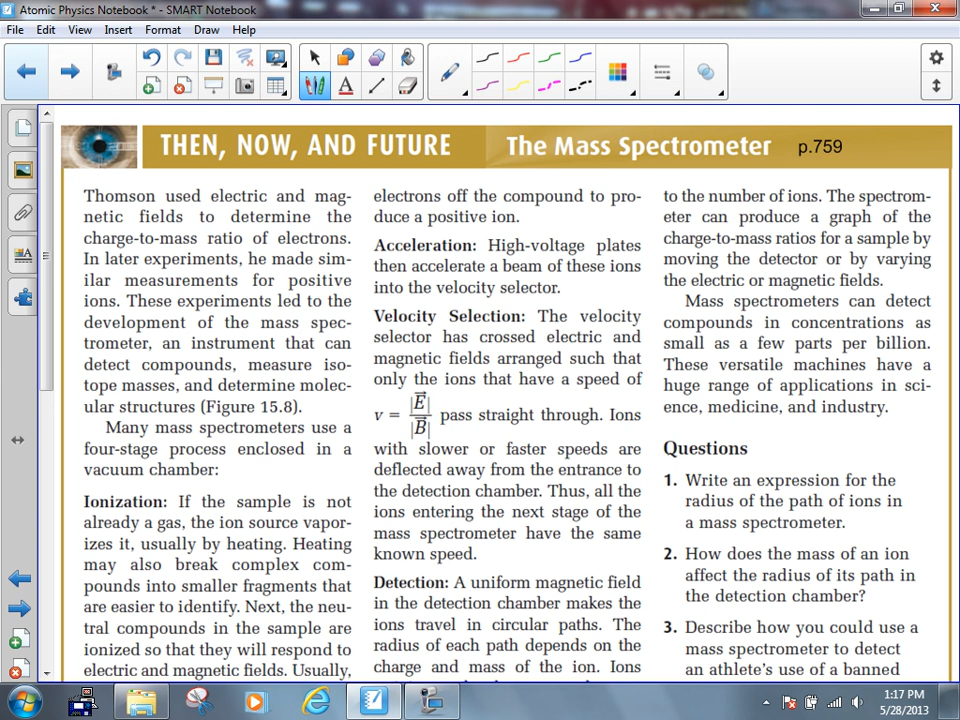 Atomic Physics Notebook * - SMART Notebook
File Edit View Insert Format Draw Help
THEN, NOW, AND FUTURE The Mass Spectrometer p.759
Thomson used electric and mag-
netic fields to determine the
charge-to-mass ratio of electrons.
In later experiments, he made sim-
ilar measurements for positive
ions. These experiments led to the
development of the mass spec-
trometer, an instrument that can
detect compounds, measure iso-
tope masses, and determine molec-
ular structures (Figure 15.8).
Many mass spectrometers use a
four-stage process enclosed in a
vacuum chamber:
Ionization: If the sample is not
already a gas, the ion source vapor-
izes it, usually by heating. Heating
may also break complex com-
pounds into smaller fragments that
are easier to identify. Next, the neu-
tral compounds in the sample are
ionized so that they will respond to
electric and magnetic fields. Usually,
electrons off the compound to pro-
duce a positive ion.
Acceleration: High-voltage plates
then accelerate a beam of these ions
into the velocity selector.
Velocity Selection: The velocity
selector has crossed electric and
magnetic fields arranged such that
only the ions that have a speed of
v = |E⃗|/|B⃗| pass straight through. Ions
with slower or faster speeds are
deflected away from the entrance to
the detection chamber. Thus, all the
ions entering the next stage of the
mass spectrometer have the same
known speed.
Detection: A uniform magnetic field
in the detection chamber makes the
ions travel in circular paths. The
radius of each path depends on the
charge and mass of the ion. Ions
to the number of ions. The spectrom-
eter can produce a graph of the
charge-to-mass ratios for a sample by
moving the detector or by varying
the electric or magnetic fields.
Mass spectrometers can detect
compounds in concentrations as
small as a few parts per billion.
These versatile machines have a
huge range of applications in sci-
ence, medicine, and industry.
Questions
1. Write an expression for the
radius of the path of ions in
a mass spectrometer.
2. How does the mass of an ion
affect the radius of its path in
the detection chamber?
3. Describe how you could use a
mass spectrometer to detect
an athlete's use of a banned
1:17 PM
5/28/2013